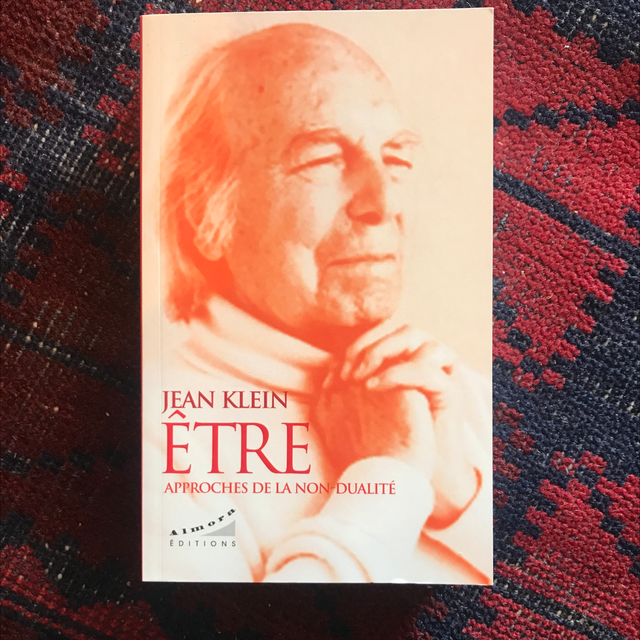 JEAN KLEIN
ÊTRE
APPROCHES DE LA NON-DUALITÉ
Almora
ÉDITIONS